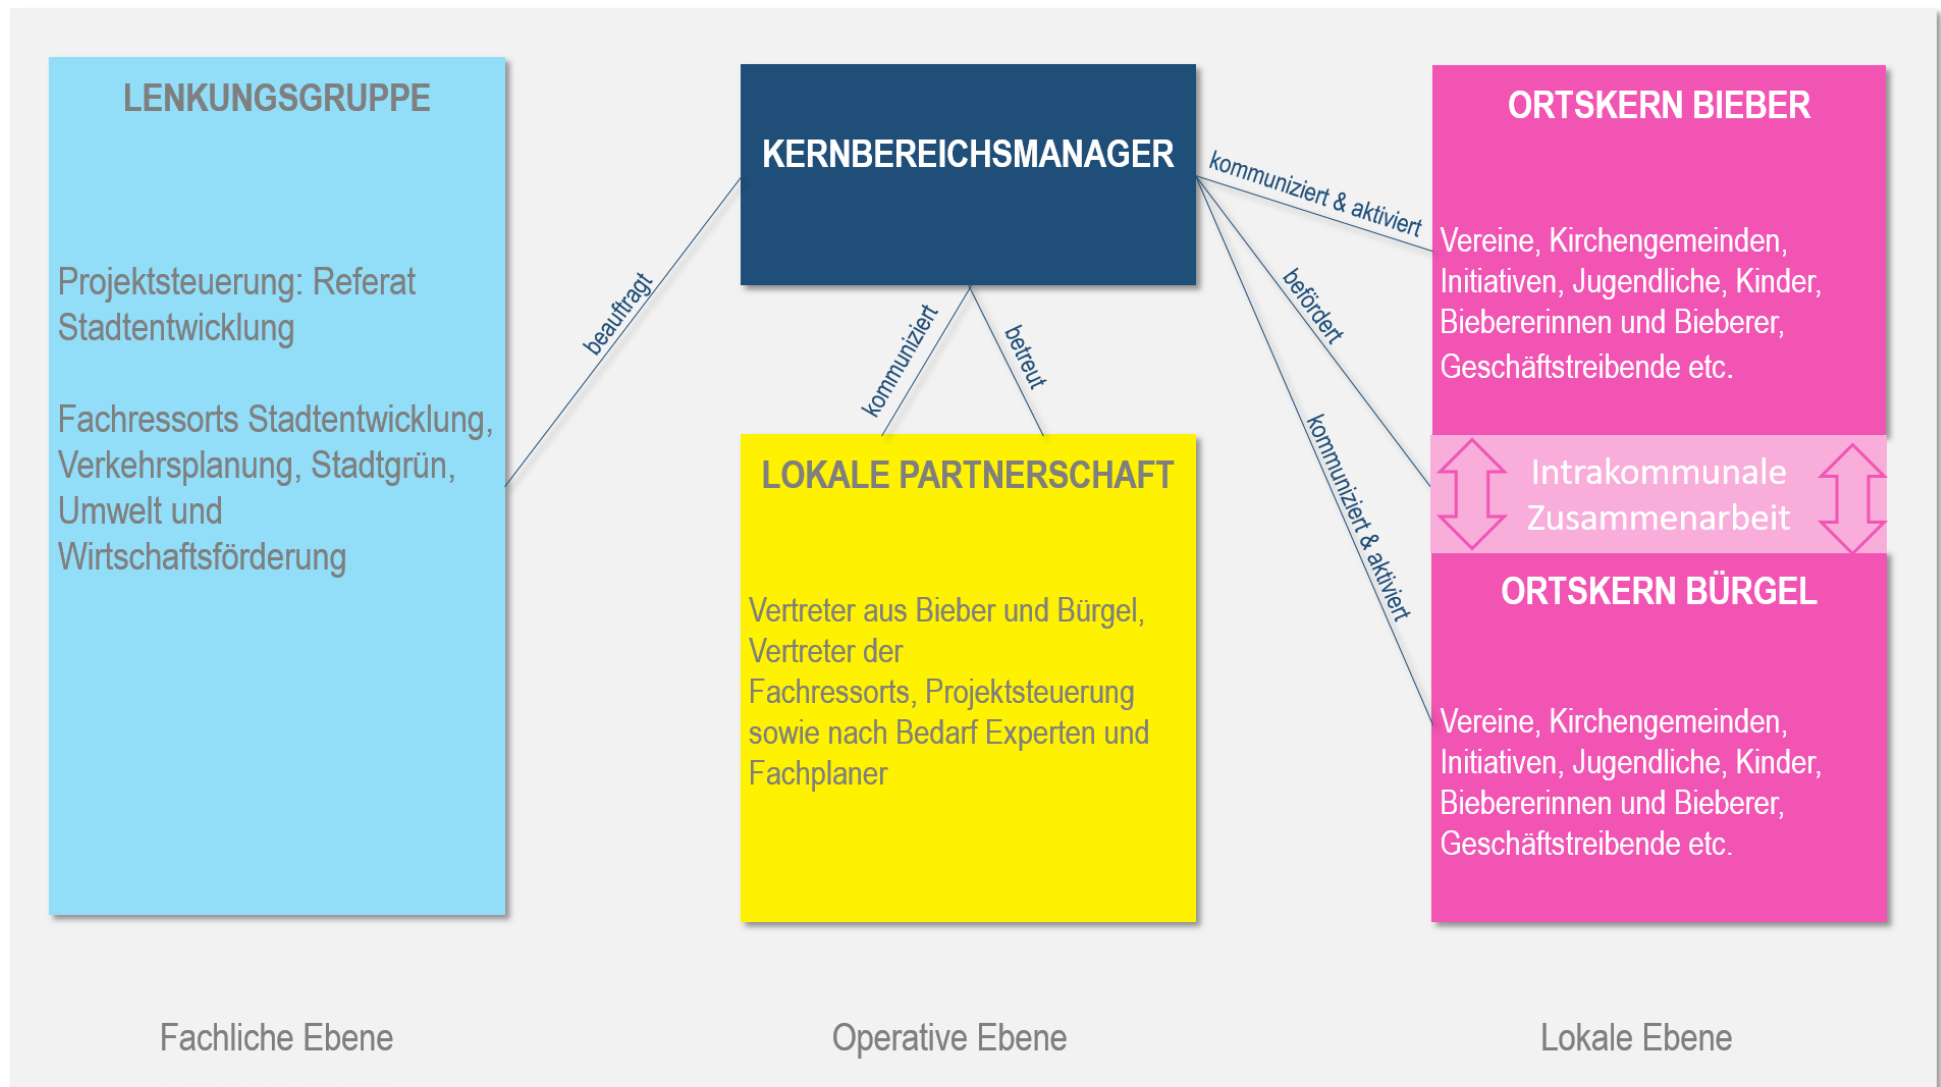 LENKUNGSGRUPPE
Projektsteuerung: Referat
Stadtentwicklung
Fachressorts Stadtentwicklung,
Verkehrsplanung, Stadtgrün,
Umwelt und
Wirtschaftsförderung
beauftragt
KERNBEREICHSMANAGER
kommuniziert
betreut
LOKALE PARTNERSCHAFT
Vertreter aus Bieber und Bürgel,
Vertreter der
Fachressorts, Projektsteuerung
sowie nach Bedarf Experten und
Fachplaner
kommuniziert & aktiviert
befördert
kommuniziert & aktiviert
ORTSKERN BIEBER
Vereine, Kirchengemeinden,
Initiativen, Jugendliche, Kinder,
Biebererinnen und Bieberer,
Geschäftstreibende etc.
Intrakommunale
Zusammenarbeit
ORTSKERN BÜRGEL
Vereine, Kirchengemeinden,
Initiativen, Jugendliche, Kinder,
Biebererinnen und Bieberer,
Geschäftstreibende etc.
Fachliche Ebene
Operative Ebene
Lokale Ebene